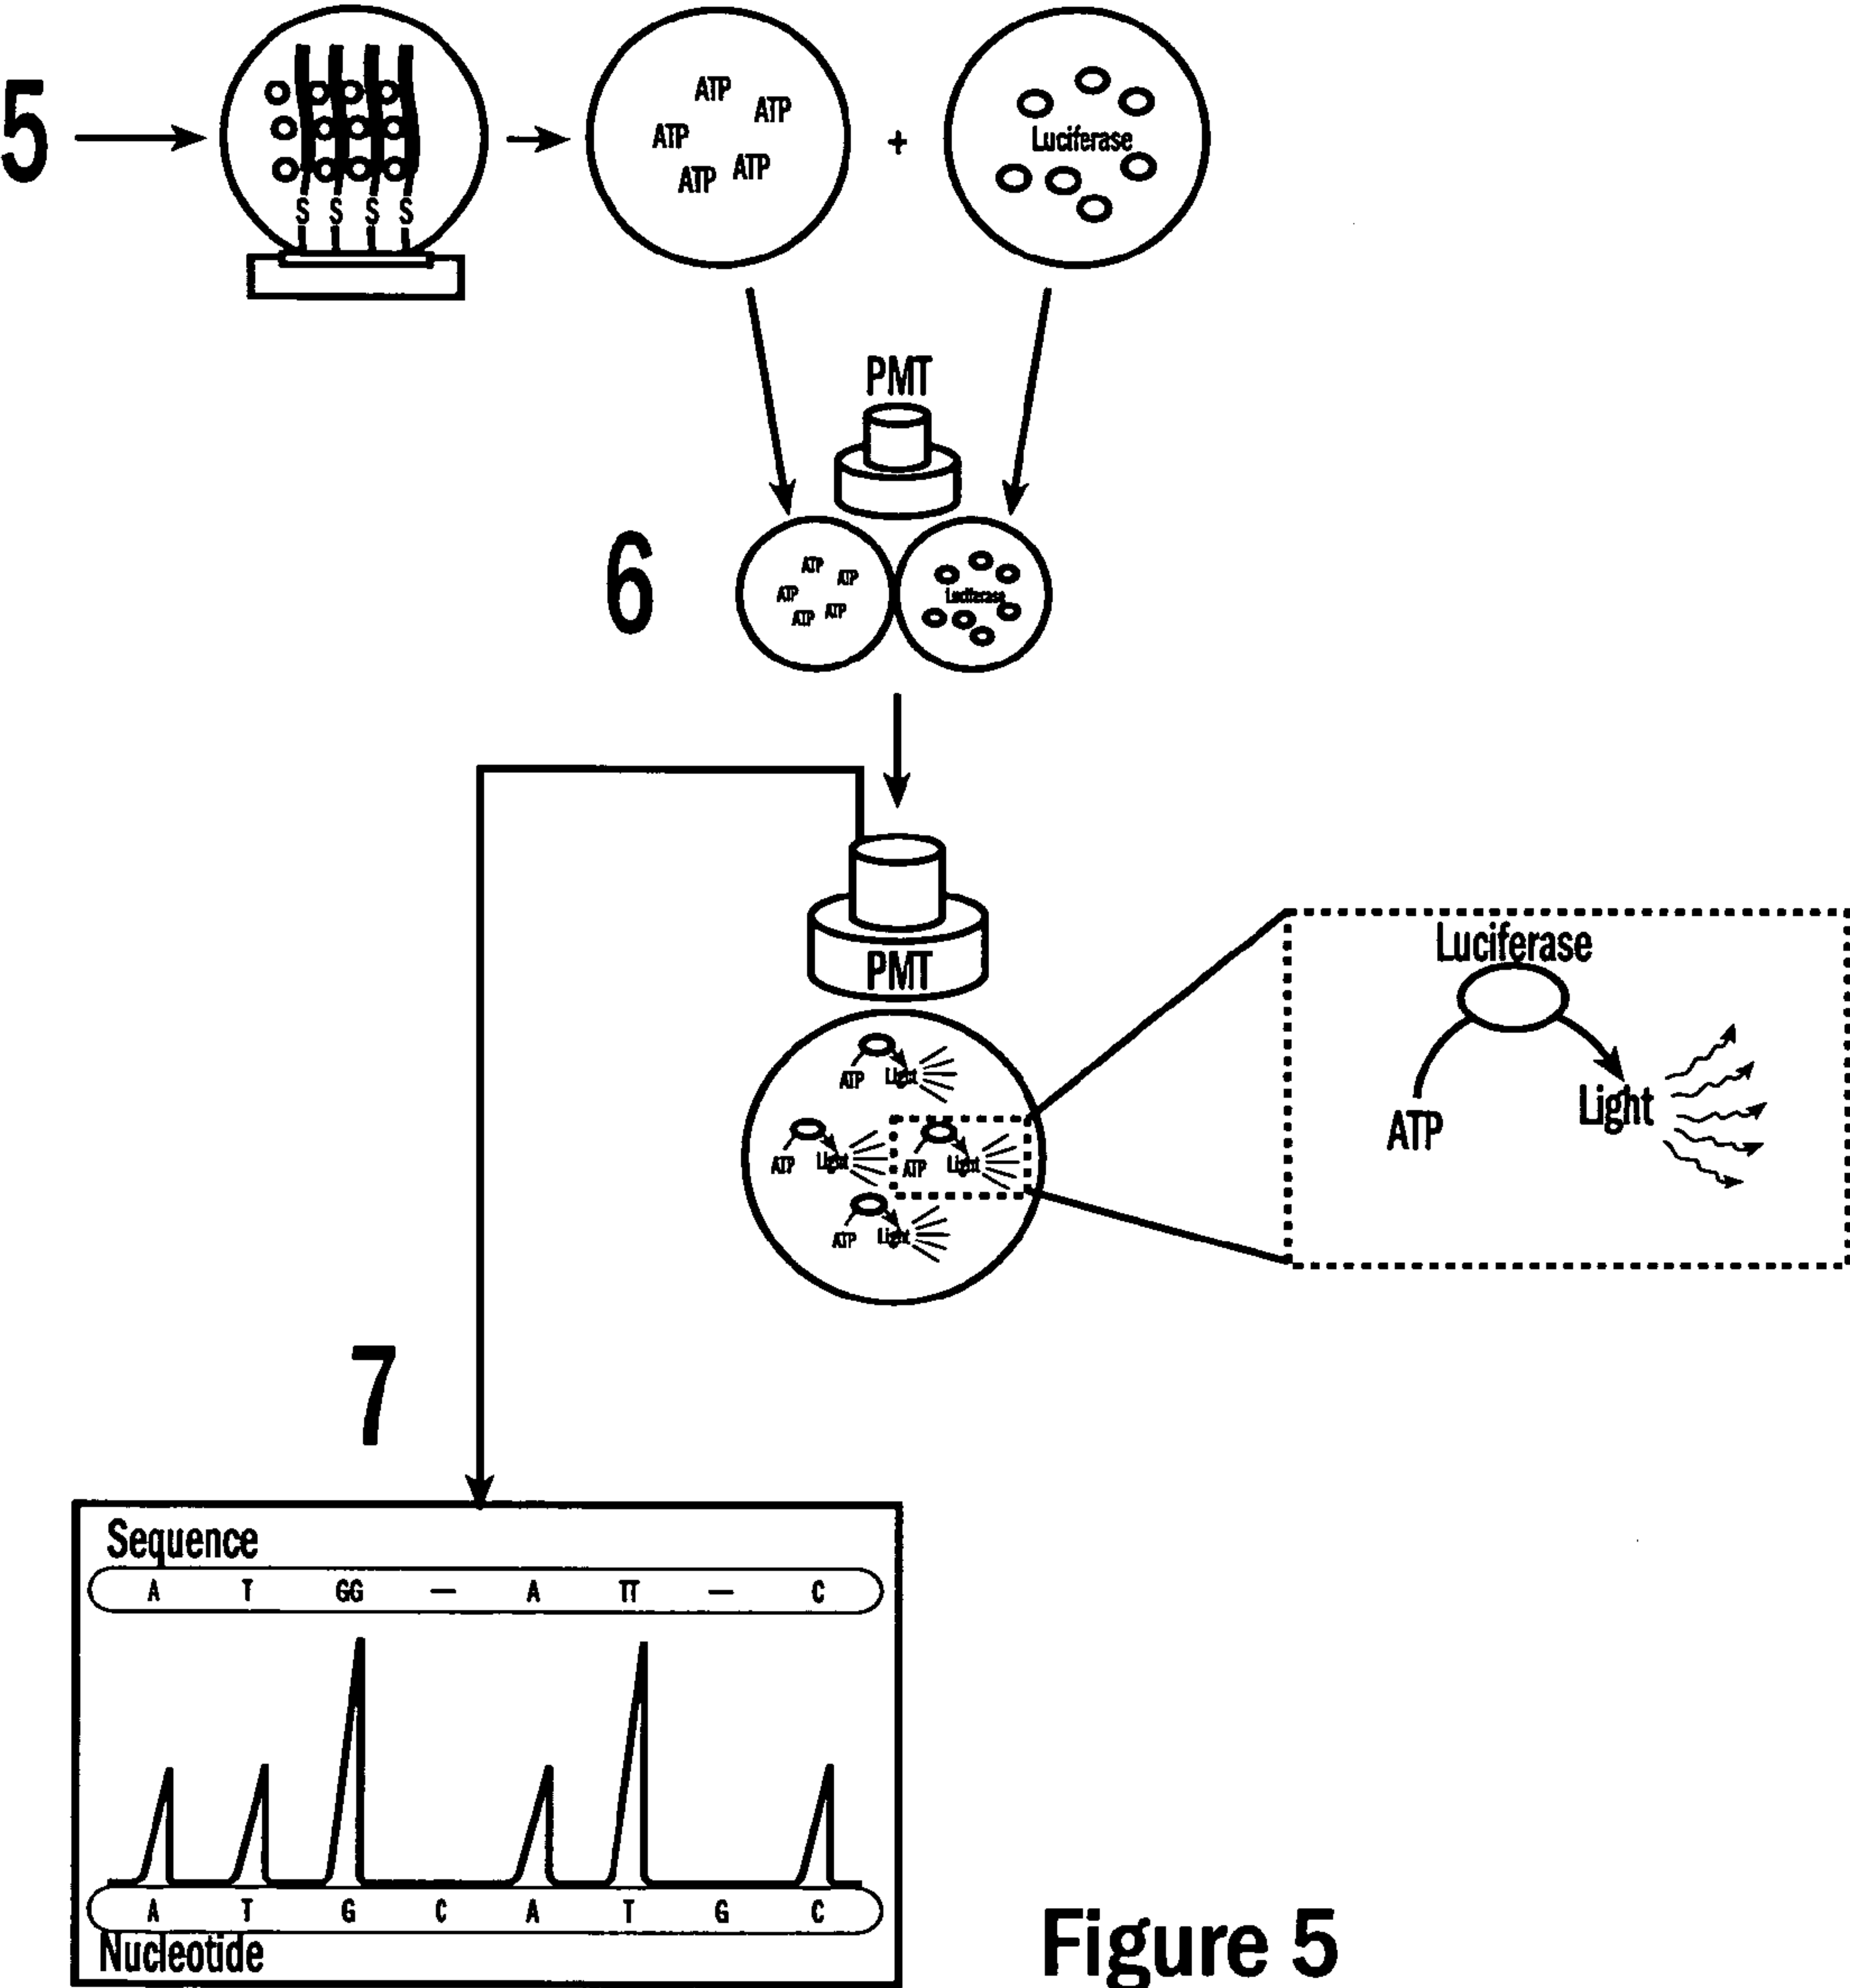 5
ATP
ATP
ATP
ATP
ATP
+
Luciferase
S S S S
PMT
6
ATP
ATP
ATP
ATP
ATP
Luciferase
PMT
Luciferase
ATP
Light
ATP Light
ATP Light
ATP Light
ATP Light
7
Sequence
A T GG — A TT — C
A T G C A T G C
Nucleotide
Figure 5